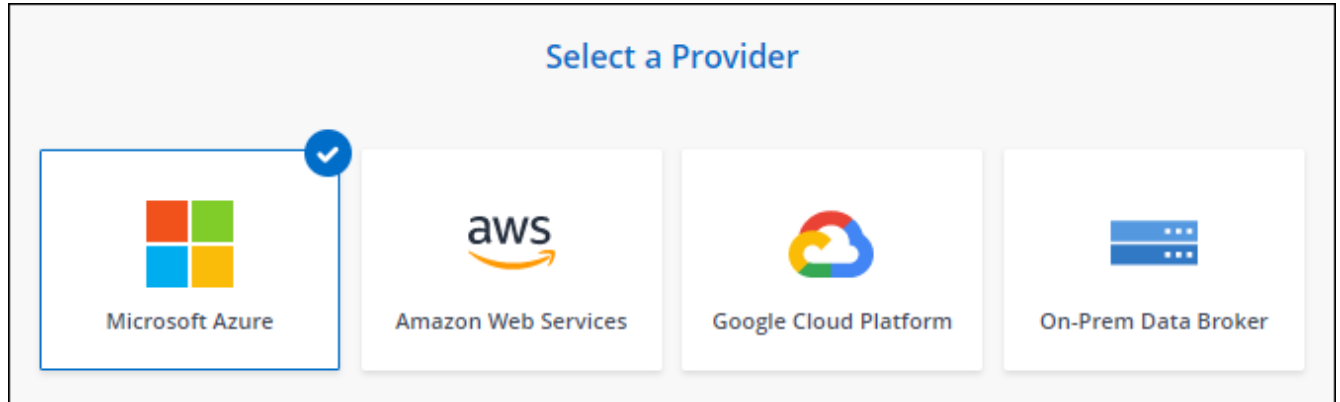 Select a Provider
aws
Microsoft Azure
Amazon Web Services
Google Cloud Platform
On-Prem Data Broker